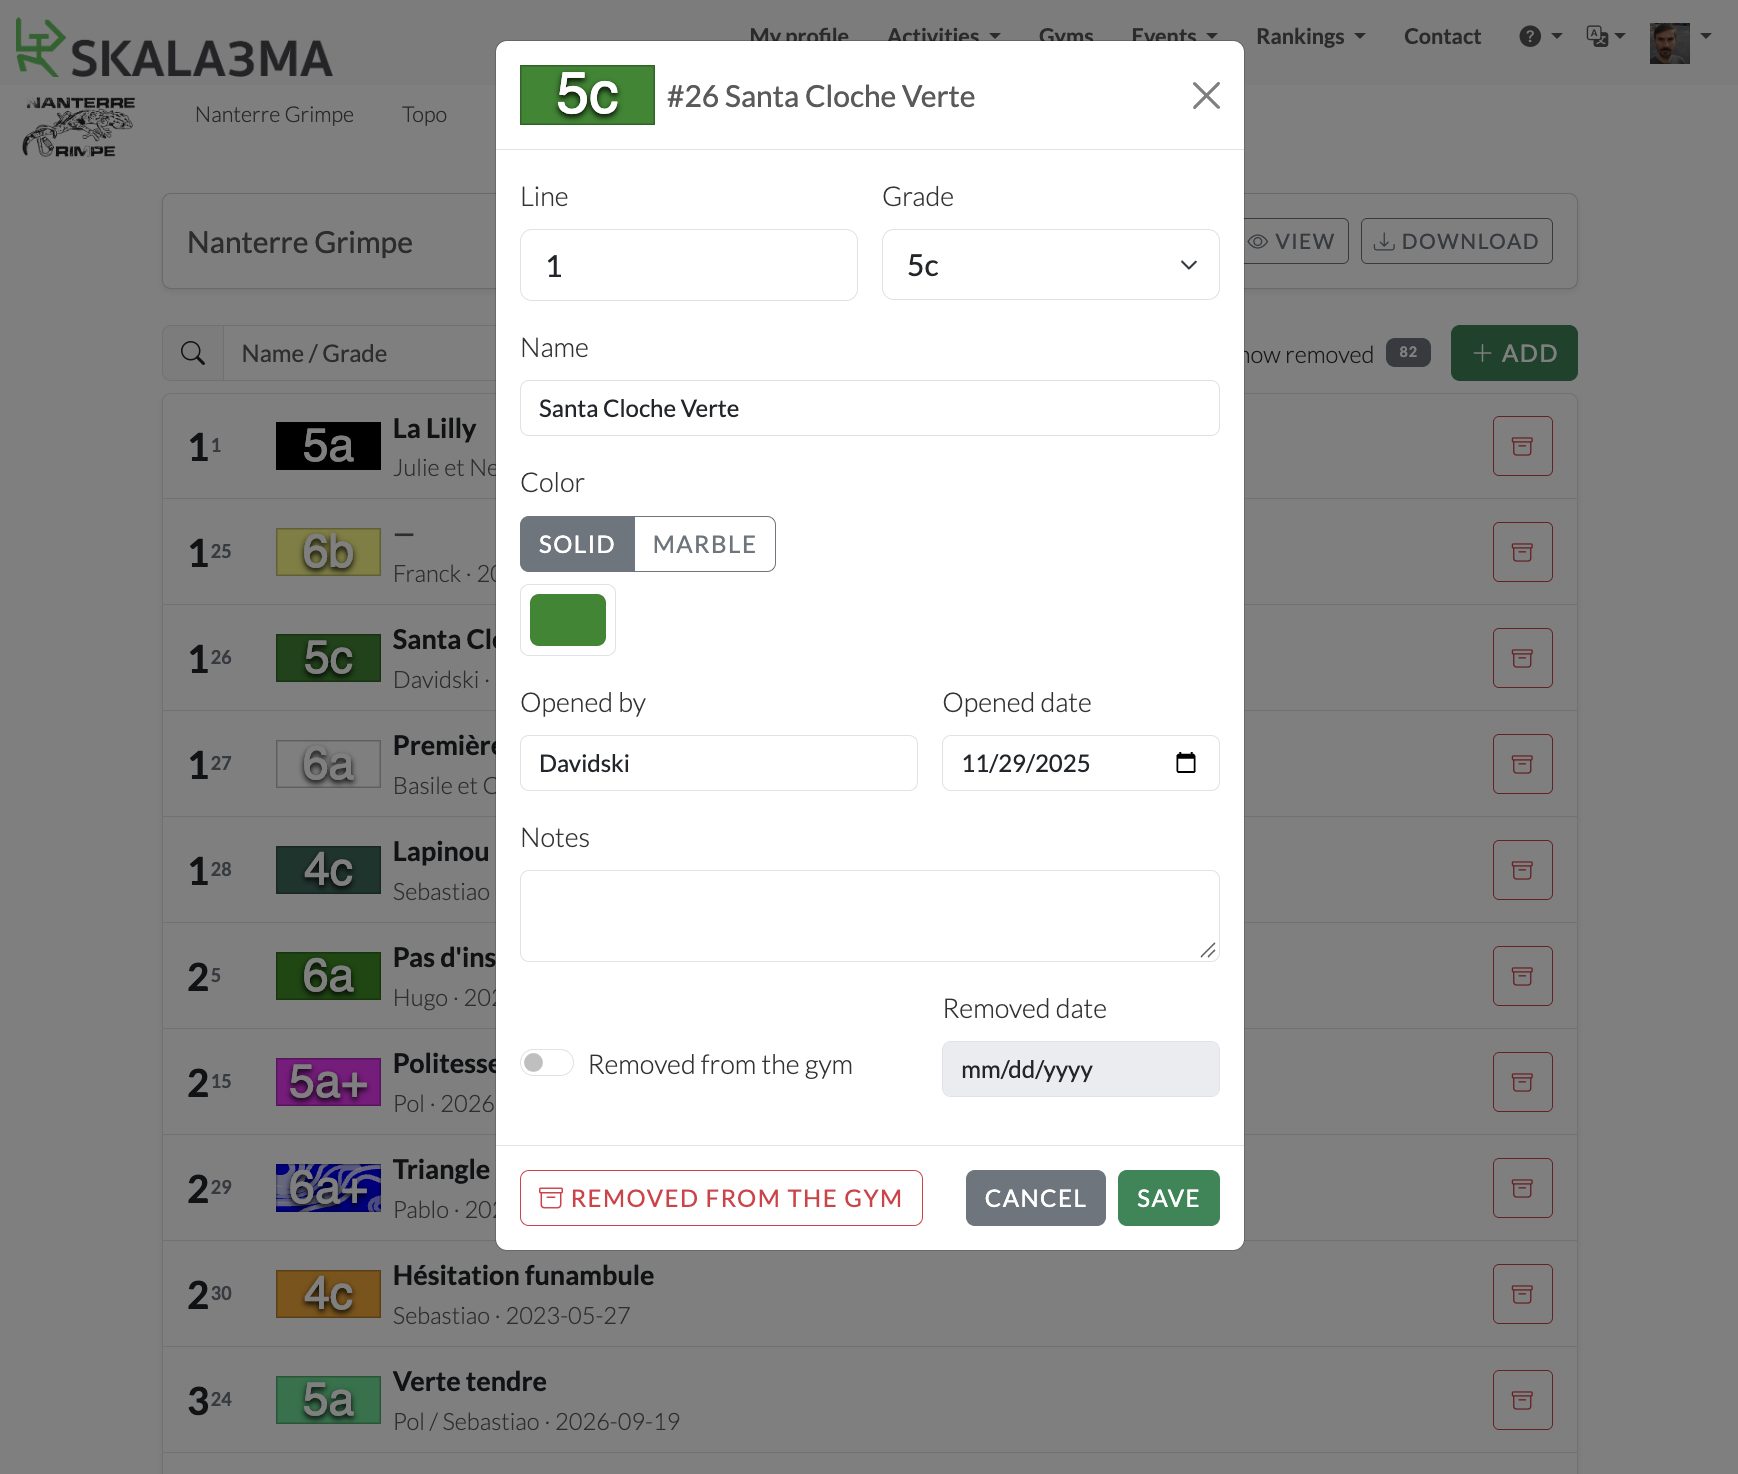 SKALA3MA
My profile
Activities
Gyms
Events
Rankings
Contact
NANTERRE
GRIMPE
Nanterre Grimpe
Topo
Nanterre Grimpe
VIEW
DOWNLOAD
Name / Grade
how removed 82
+ ADD
5c #26 Santa Cloche Verte
Line
Grade
1
5c
Name
Santa Cloche Verte
Color
SOLID
MARBLE
Opened by
Opened date
Davidski
11/29/2025
Notes
Removed date
Removed from the gym
mm/dd/yyyy
REMOVED FROM THE GYM
CANCEL
SAVE
1 1 5a La Lilly
Julie et Ne
1 25 6b —
Franck · 20
1 26 5c Santa Clo
Davidski ·
1 27 6a Première
Basile et C
1 28 4c Lapinou
Sebastiao
2 5 6a Pas d'ins
Hugo · 202
2 15 5a+ Politesse
Pol · 2026
2 29 6a+ Triangle
Pablo · 202
2 30 4c Hésitation funambule
Sebastiao · 2023-05-27
3 24 5a Verte tendre
Pol / Sebastiao · 2026-09-19